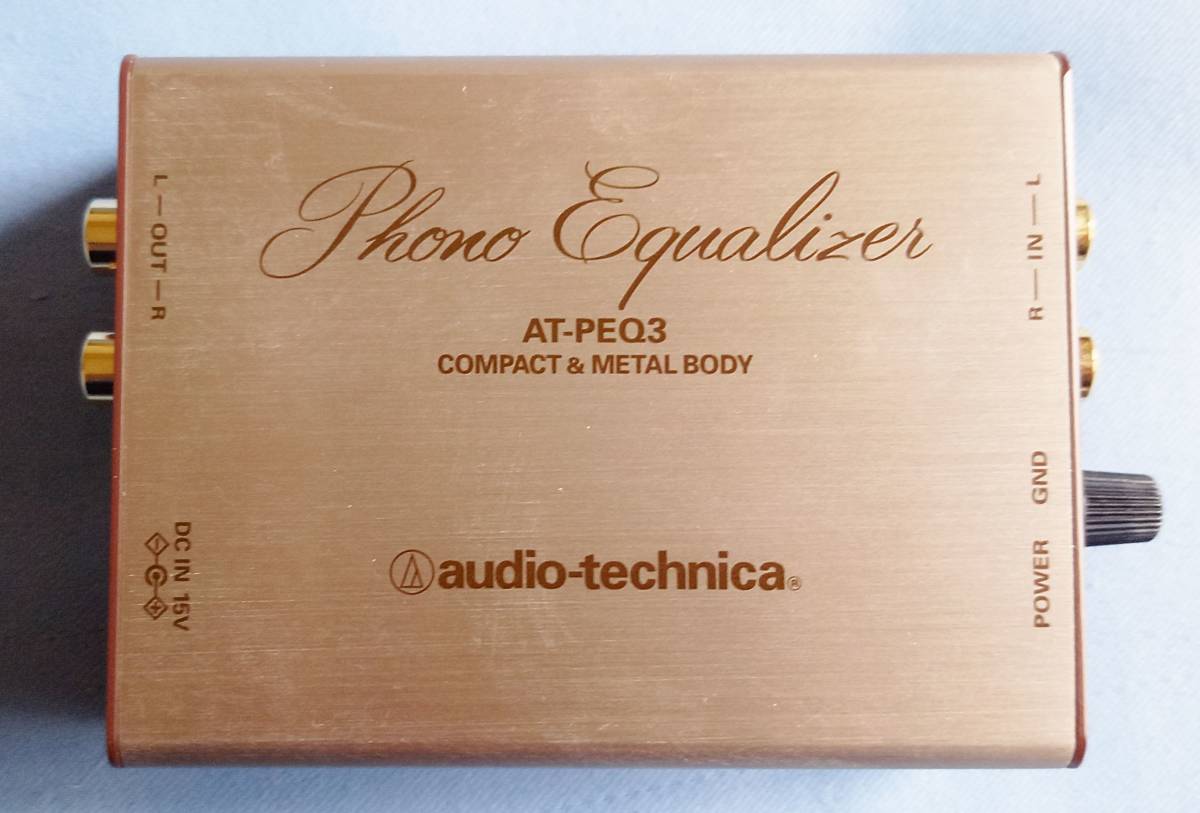 Phono Equalizer
AT-PEQ3
COMPACT & METAL BODY
audio-technica®
L — OUT — R
DC IN 15V
R — IN — L
POWER GND